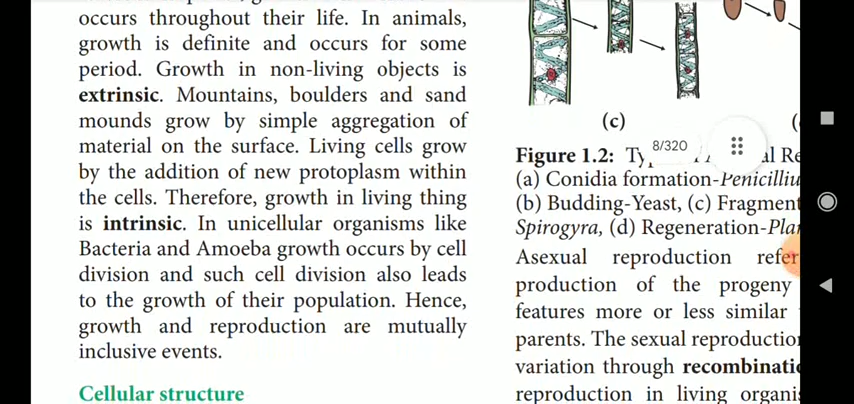 occurs throughout their life. In animals,
growth is definite and occurs for some
period. Growth in non-living objects is
extrinsic. Mountains, boulders and sand
mounds grow by simple aggregation of
material on the surface. Living cells grow
by the addition of new protoplasm within
the cells. Therefore, growth in living thing
is intrinsic. In unicellular organisms like
Bacteria and Amoeba growth occurs by cell
division and such cell division also leads
to the growth of their population. Hence,
growth and reproduction are mutually
inclusive events.
Cellular structure
(c)
8/320
Figure 1.2:
(a) Conidia formation-
(b) Budding-Yeast, (c)
Spirogyra, (d) Regeneration-
Asexual reproduction
production of the progeny
features more or less similar
parents. The sexual
variation through
reproduction in living